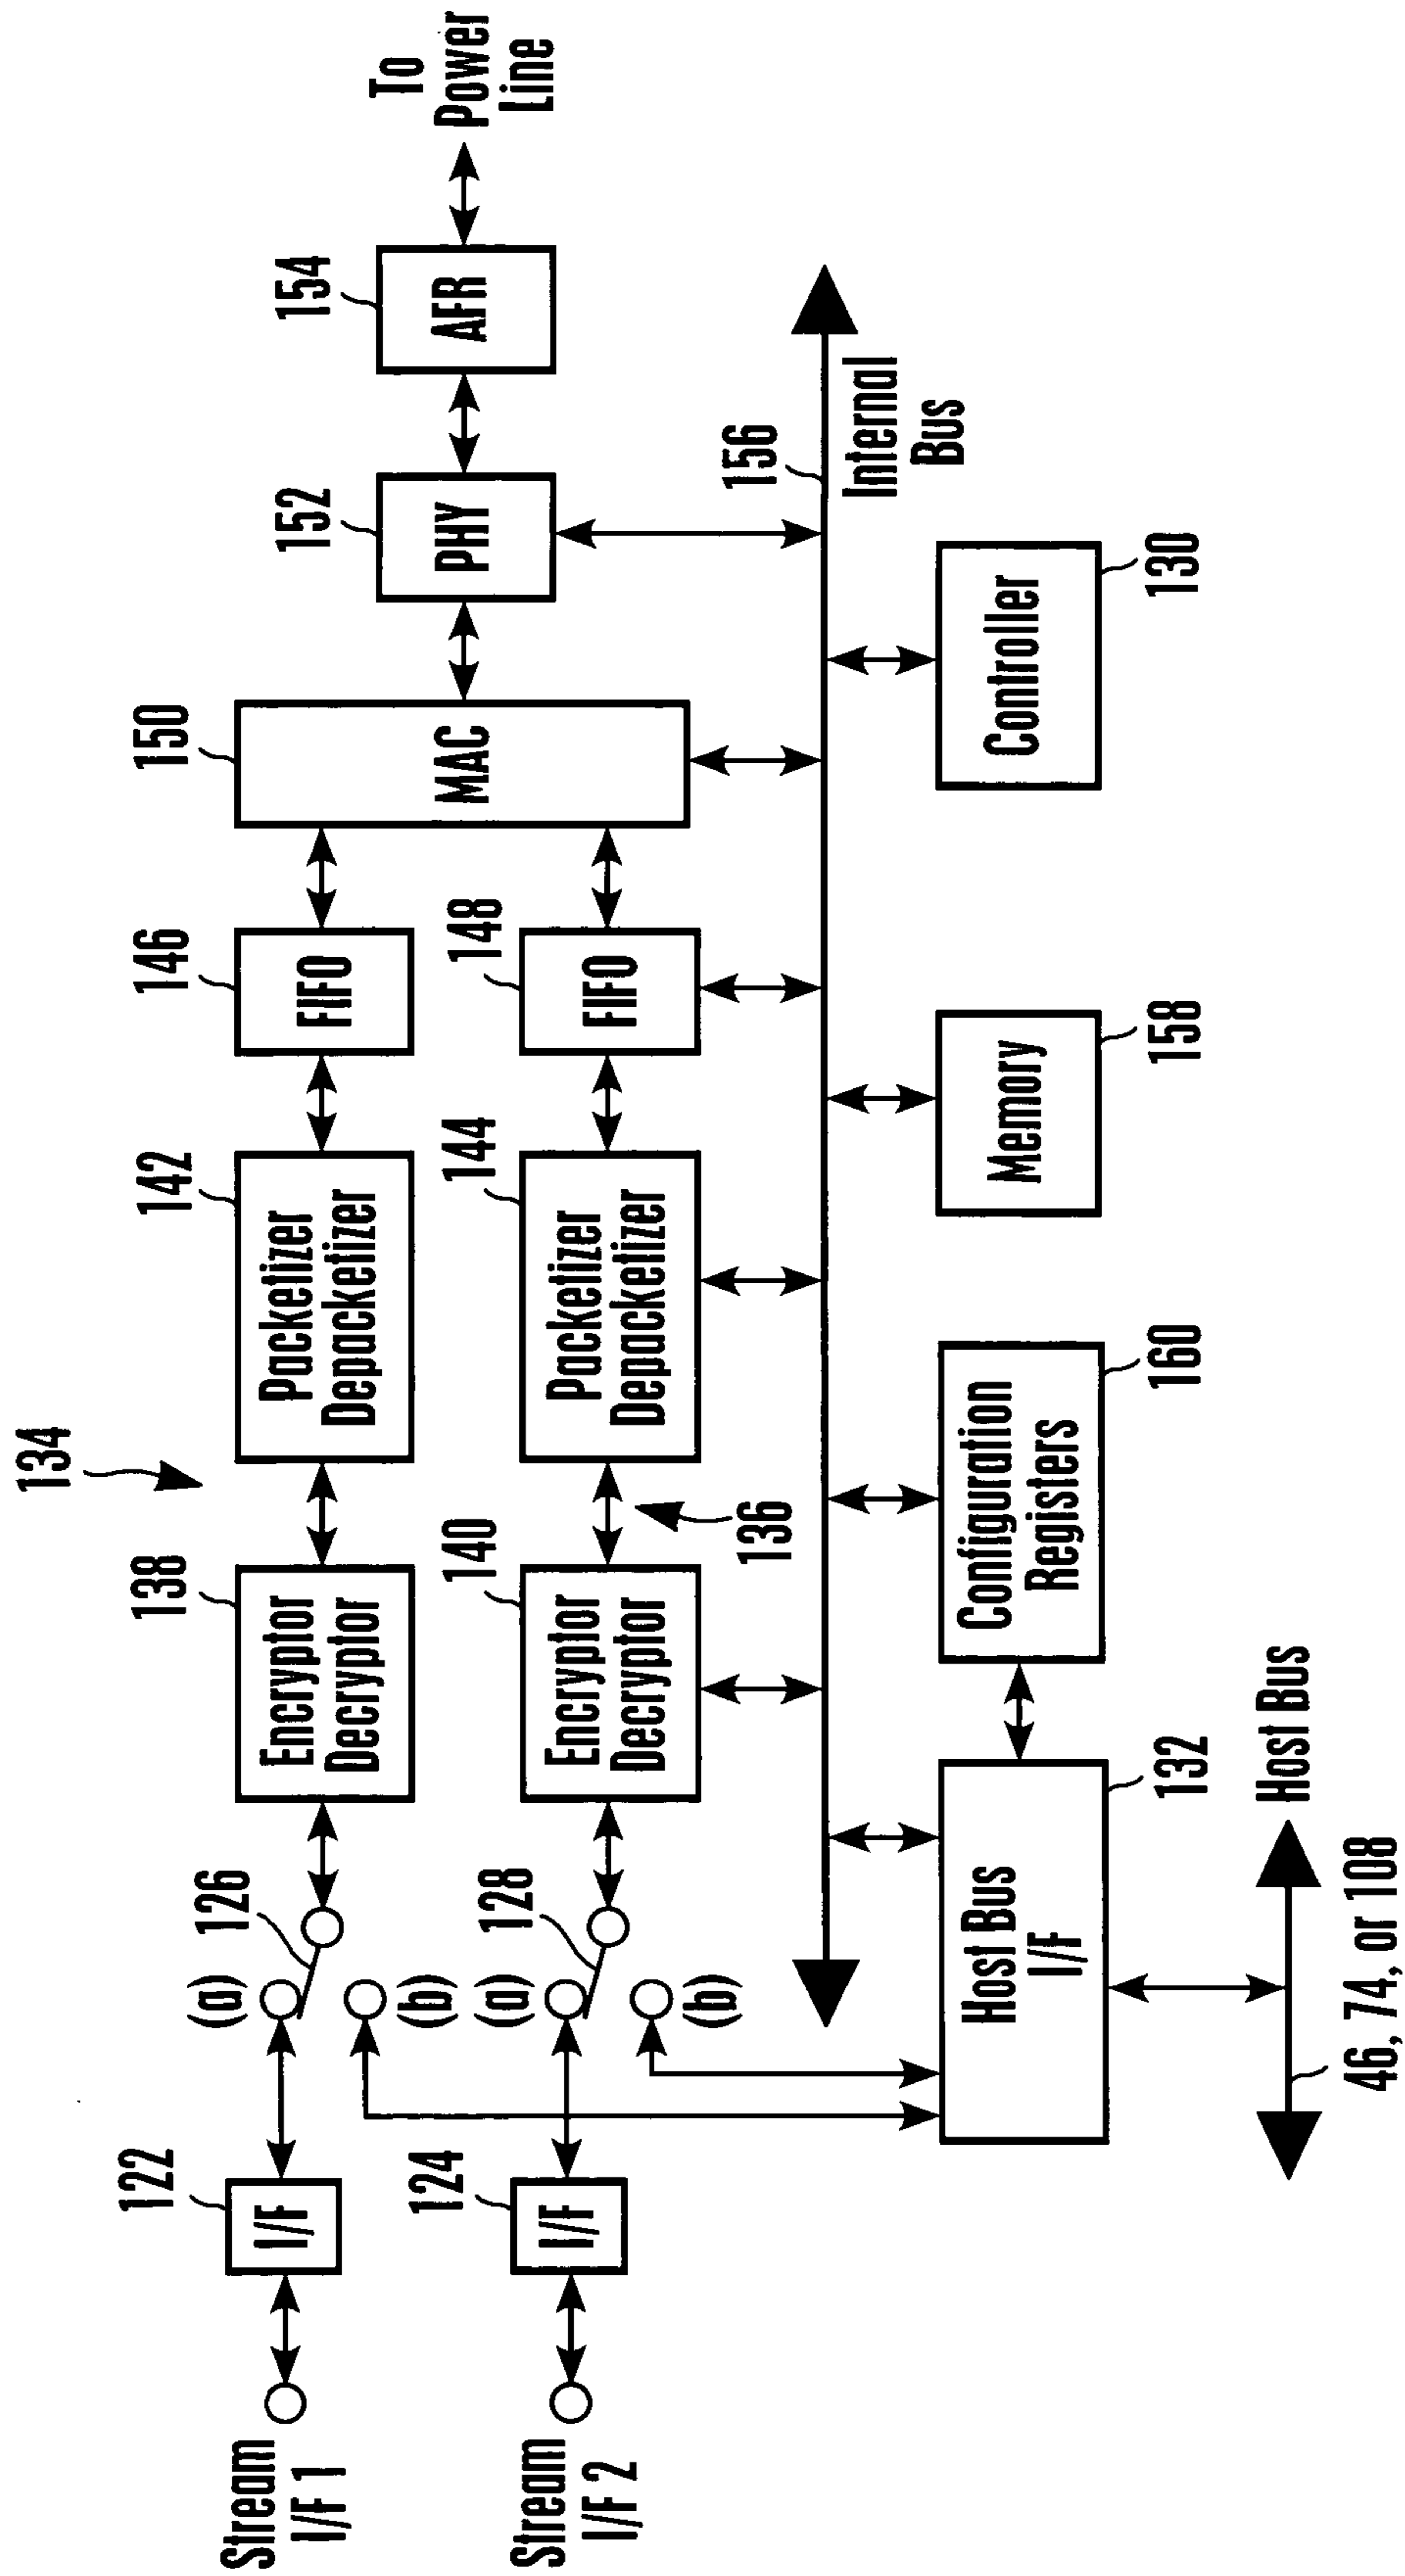 134
138
142
146
150
152
154
122
126
(a)
Stream
I/F 1
I/F
Encryptor
Decryptor
Packetizer
Depacketizer
FIFO
MAC
PHY
AFR
To
Power
Line
(b)
124
128
140
144
148
(a)
Stream
I/F 2
I/F
Encryptor
Decryptor
Packetizer
Depacketizer
FIFO
(b)
136
156
Internal
Bus
Host Bus
I/F
Configuration
Registers
Memory
Controller
132
160
158
130
Host Bus
46, 74, or 108